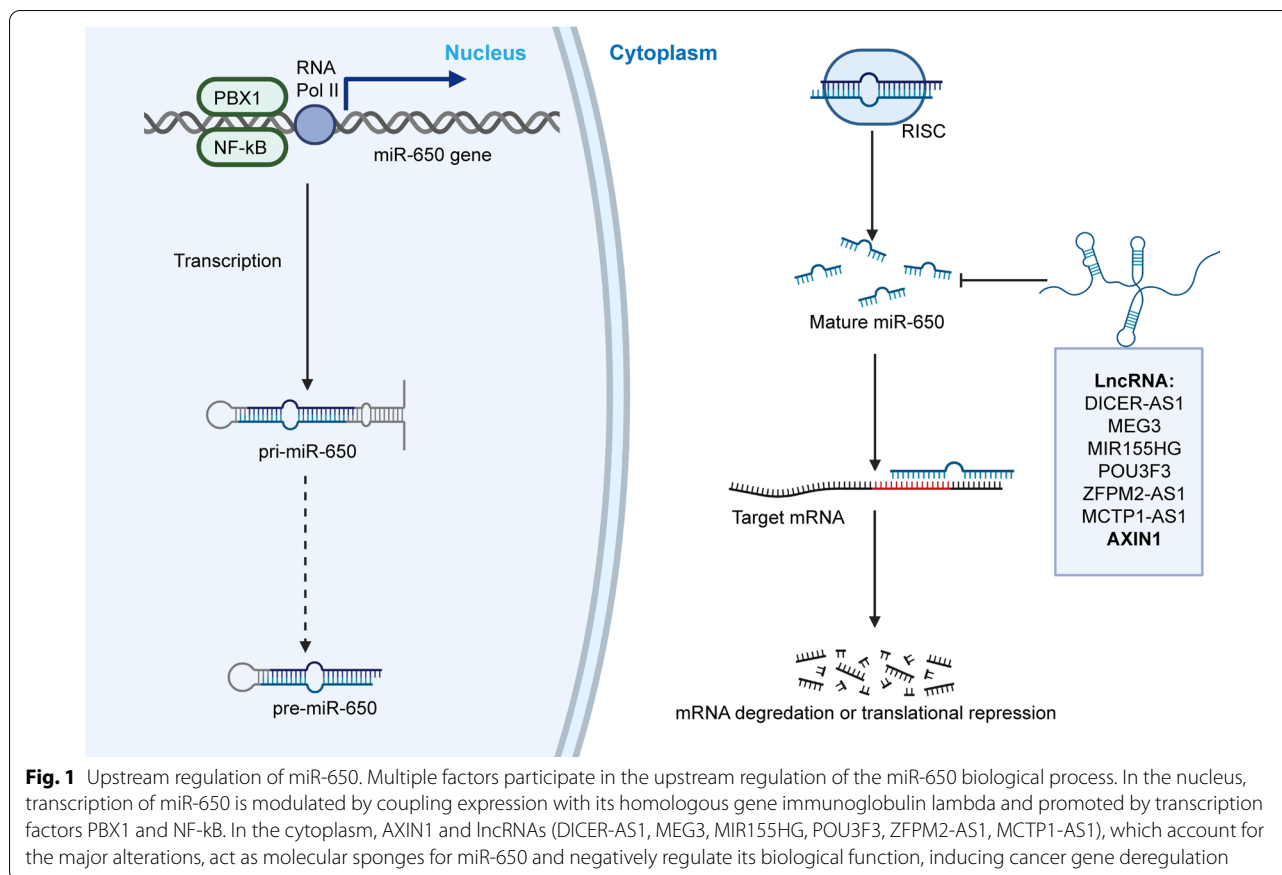 Nucleus
Cytoplasm
RNA
Pol II
PBX1
NF-kB
miR-650 gene
Transcription
pri-miR-650
pre-miR-650
RISC
Mature miR-650
LncRNA:
DICER-AS1
MEG3
MIR155HG
POU3F3
ZFPM2-AS1
MCTP1-AS1
AXIN1
Target mRNA
mRNA degredation or translational repression
Fig. 1 Upstream regulation of miR-650. Multiple factors participate in the upstream regulation of the miR-650 biological process. In the nucleus,
transcription of miR-650 is modulated by coupling expression with its homologous gene immunoglobulin lambda and promoted by transcription
factors PBX1 and NF-kB. In the cytoplasm, AXIN1 and lncRNAs (DICER-AS1, MEG3, MIR155HG, POU3F3, ZFPM2-AS1, MCTP1-AS1), which account for
the major alterations, act as molecular sponges for miR-650 and negatively regulate its biological function, inducing cancer gene deregulation